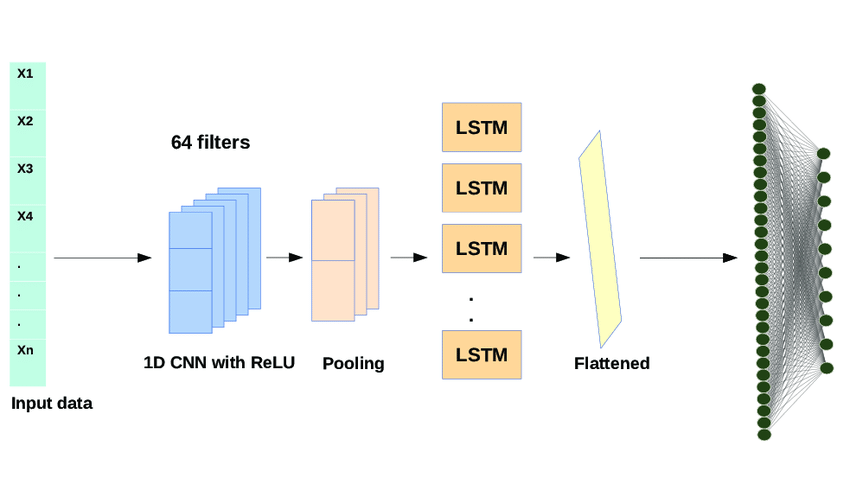 X1
X2
X3
X4
.
.
.
Xn
Input data
64 filters
1D CNN with ReLU
Pooling
LSTM
LSTM
LSTM
.
.
LSTM
Flattened